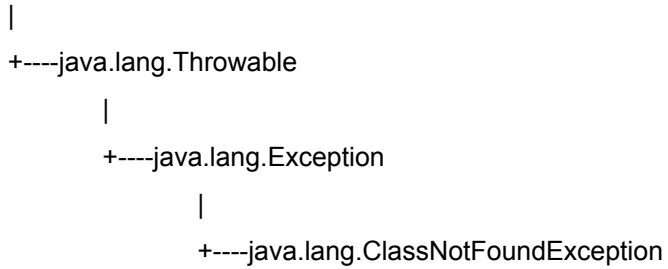 |
+----java.lang.Throwable
|
+----java.lang.Exception
|
+----java.lang.ClassNotFoundException